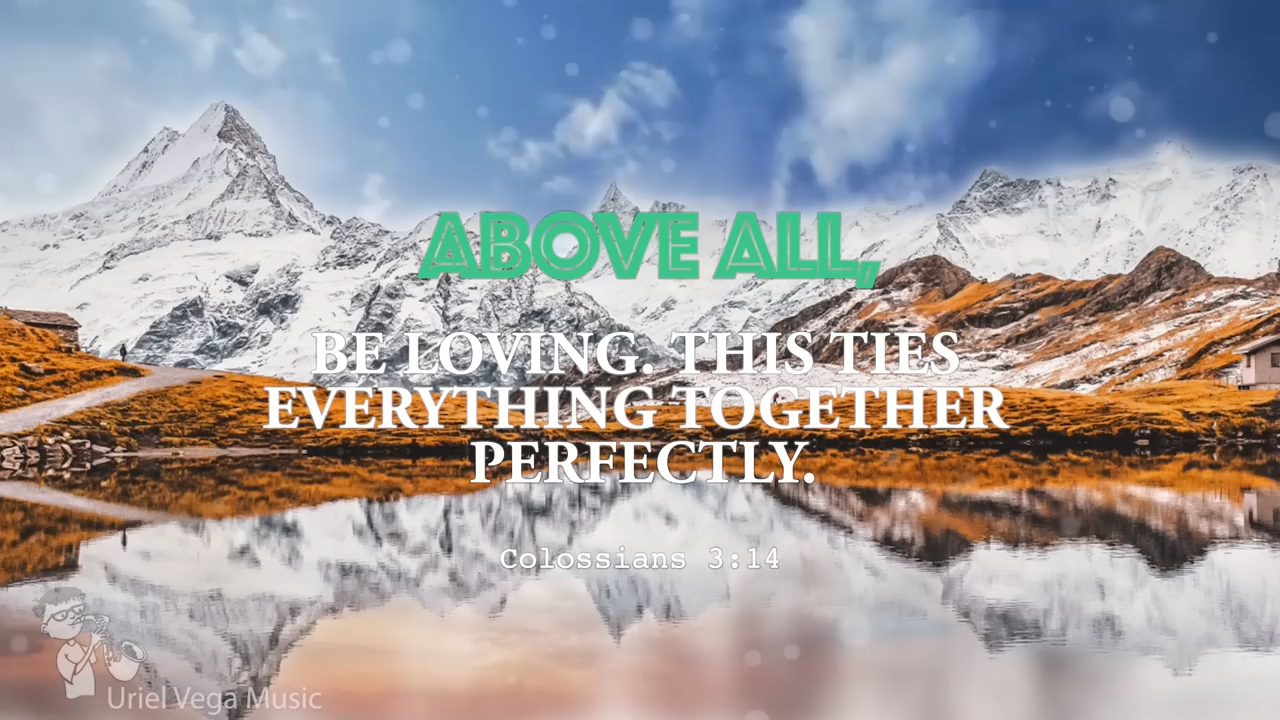 ABOVE ALL,
BE LOVING. THIS TIES
EVERYTHING TOGETHER
PERFECTLY.
Colossians 3:14
Uriel Vega Music